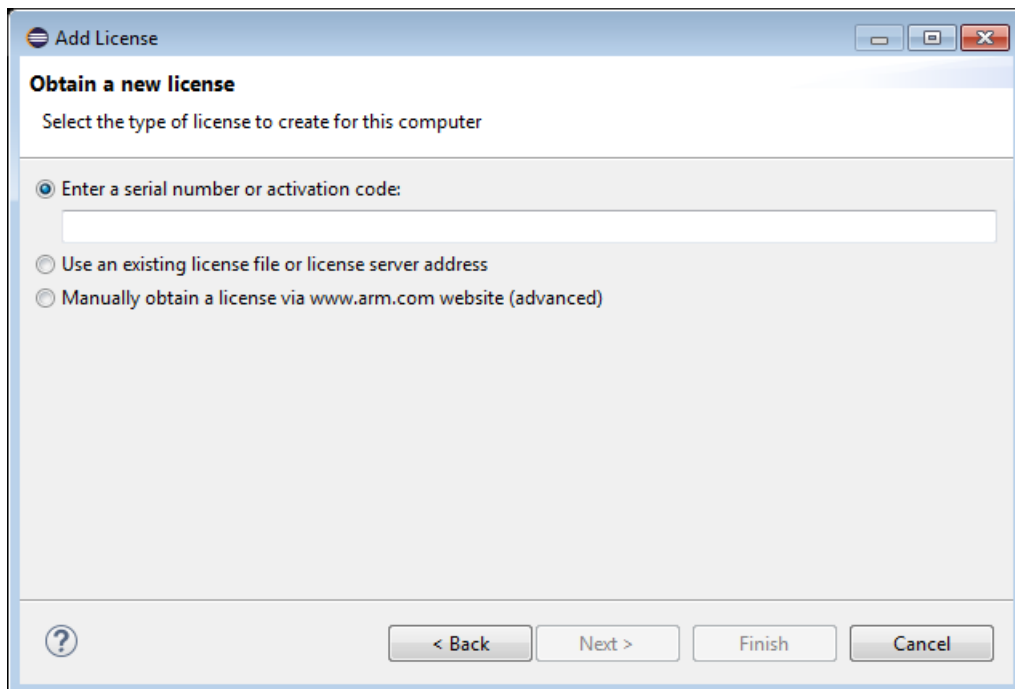 Add License
Obtain a new license
Select the type of license to create for this computer
Enter a serial number or activation code:
Use an existing license file or license server address
Manually obtain a license via www.arm.com website (advanced)
?
< Back Next > Finish Cancel